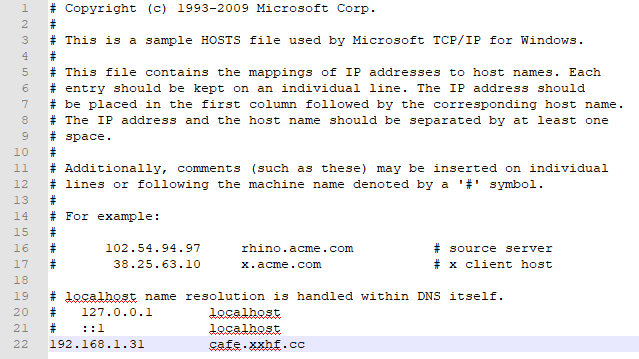 1 # Copyright (c) 1993-2009 Microsoft Corp.
2 #
3 # This is a sample HOSTS file used by Microsoft TCP/IP for Windows.
4 #
5 # This file contains the mappings of IP addresses to host names. Each
6 # entry should be kept on an individual line. The IP address should
7 # be placed in the first column followed by the corresponding host name.
8 # The IP address and the host name should be separated by at least one
9 # space.
10 #
11 # Additionally, comments (such as these) may be inserted on individual
12 # lines or following the machine name denoted by a '#' symbol.
13 #
14 # For example:
15 #
16 #      102.54.94.97     rhino.acme.com          # source server
17 #       38.25.63.10     x.acme.com              # x client host
18
19 # localhost name resolution is handled within DNS itself.
20 #   127.0.0.1       localhost
21 #   ::1             localhost
22 192.168.1.31        cafe.xxhf.cc